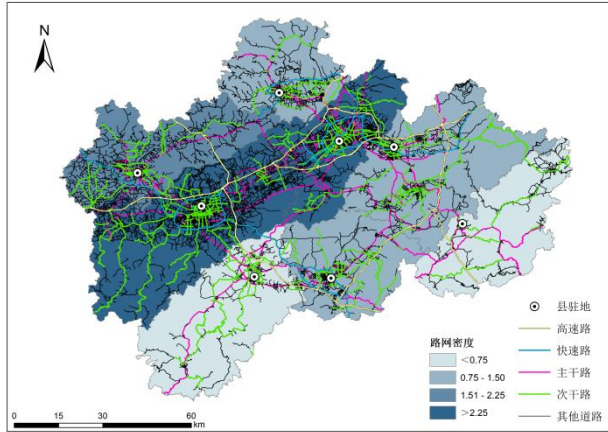 N
县驻地
高速路
快速路
主干路
次干路
其他道路
路网密度
<0.75
0.75 - 1.50
1.51 - 2.25
>2.25
0 15 30 60
km